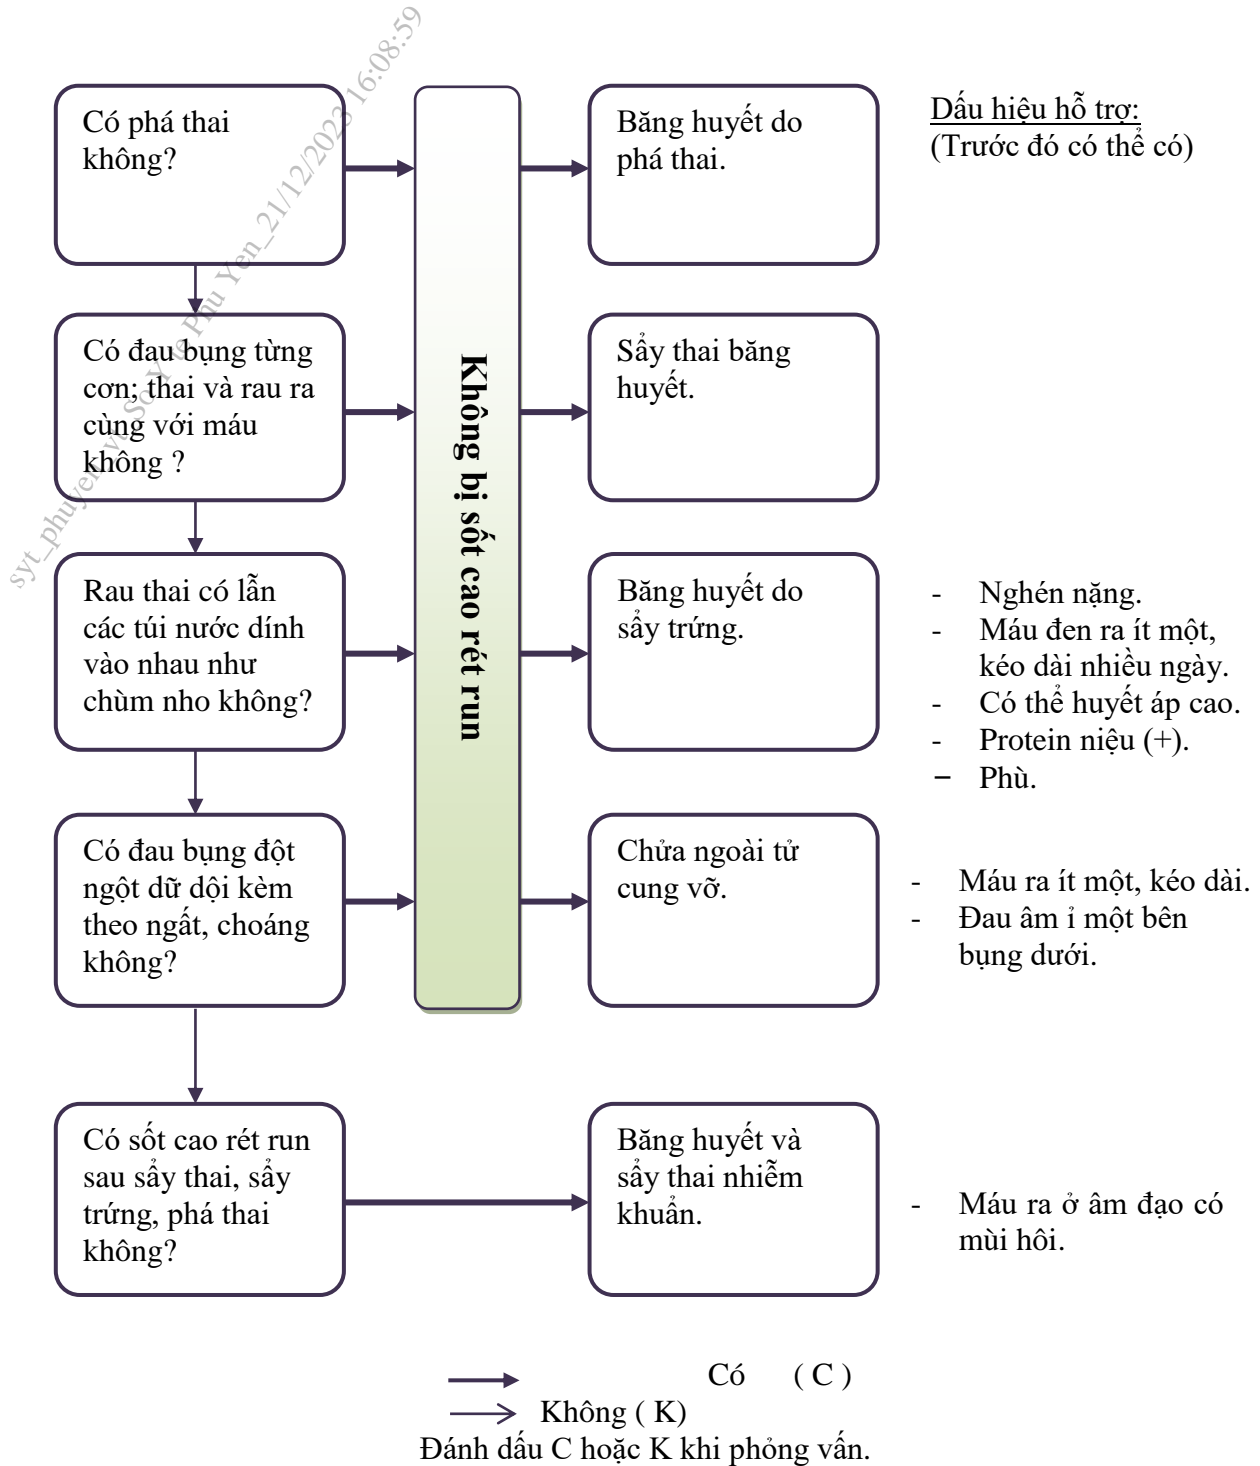 Có phá thai
không?
Băng huyết do
phá thai.
Dấu hiệu hỗ trợ:
(Trước đó có thể có)
Có đau bụng từng
cơn; thai và rau ra
cùng với máu
không ?
Sẩy thai băng
huyết.
Không bị sốt cao rét run
Rau thai có lẫn
các túi nước dính
vào nhau như
chùm nho không?
Băng huyết do
sẩy trứng.
- Nghén nặng.
- Máu đen ra ít một,
kéo dài nhiều ngày.
- Có thể huyết áp cao.
- Protein niệu (+).
- Phù.
Có đau bụng đột
ngột dữ dội kèm
theo ngất, choáng
không?
Chửa ngoài tử
cung vỡ.
- Máu ra ít một, kéo dài.
- Đau âm ỉ một bên
bụng dưới.
Có sốt cao rét run
sau sẩy thai, sẩy
trứng, phá thai
không?
Băng huyết và
sẩy thai nhiễm
khuẩn.
- Máu ra ở âm đạo có
mùi hôi.
Có ( C )
Không ( K)
Đánh dấu C hoặc K khi phỏng vấn.
Phu Yen_21/12/2023 16:08:59